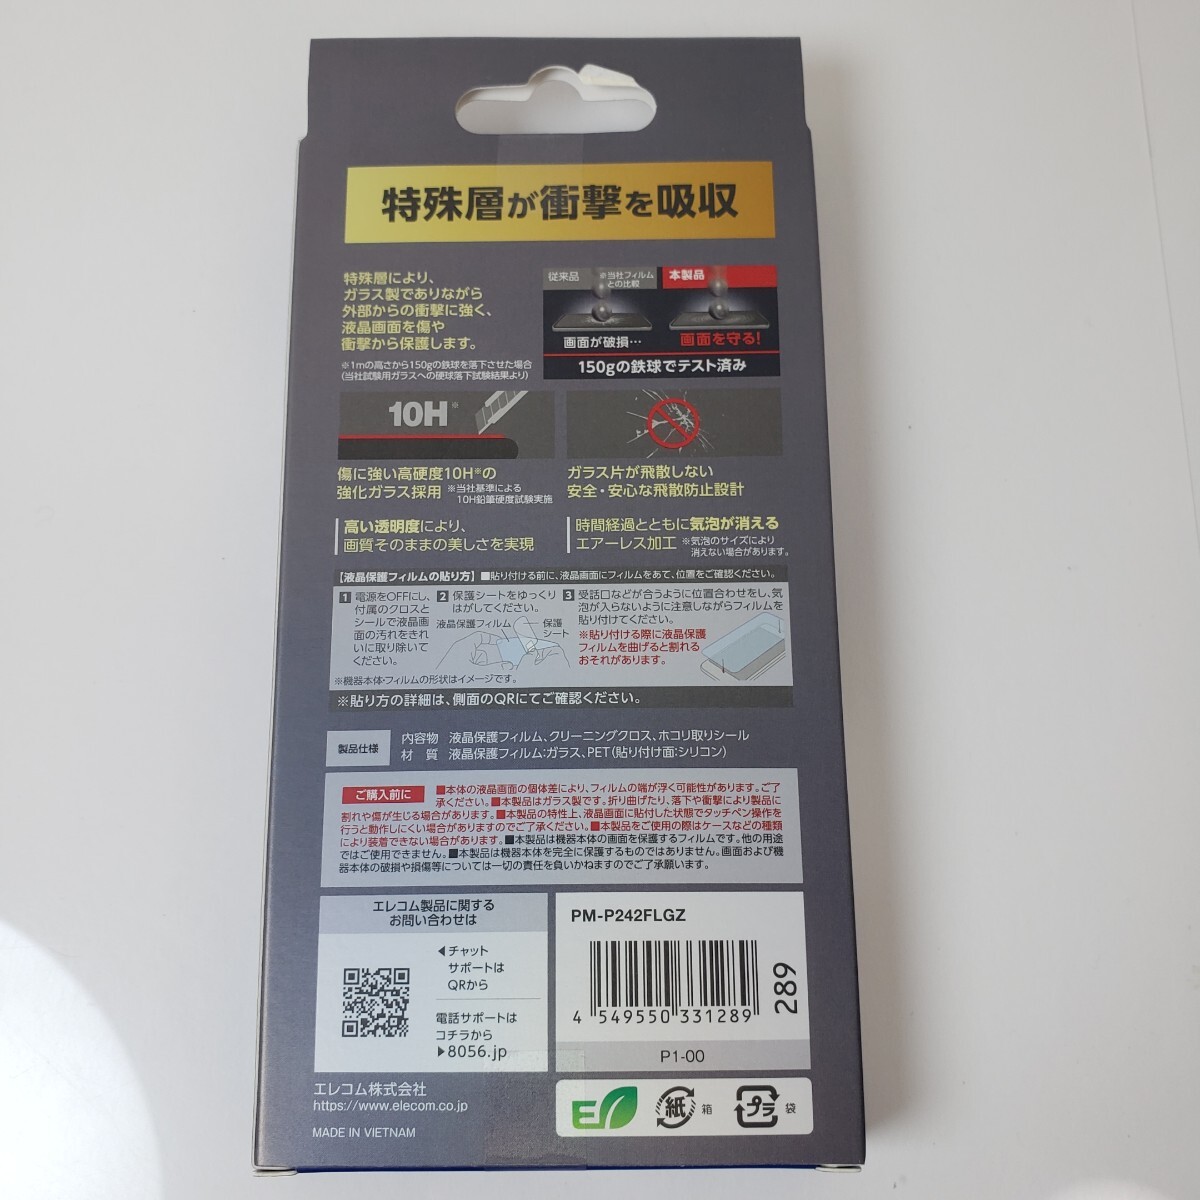 特殊層が衝撃を吸収
特殊層により、
ガラス製でありながら
外部からの衝撃に強く、
液晶画面を傷や
衝撃から保護します。
※1mの高さから150gの鉄球を落下させた場合
(当社試験用ガラスへの硬球落下試験結果より)
従来品 ※当社フィルム
との比較
画面が破損…
本製品
画面を守る!
150gの鉄球でテスト済み
10H※
傷に強い高硬度10H※の
強化ガラス採用 ※当社基準による
10H鉛筆硬度試験実施
ガラス片が飛散しない
安全・安心な飛散防止設計
高い透明度により、
画質そのままの美しさを実現
時間経過とともに気泡が消える
エアーレス加工 ※気泡のサイズにより
消えない場合があります。
【液晶保護フィルムの貼り方】 ■貼り付ける前に、液晶画面にフィルムをあて、位置をご確認ください。
1 電源をOFFにし、
付属のクロスと
シールで液晶画
面の汚れをきれ
いに取り除いて
ください。
2 保護シートをゆっくり
はがしてください。
液晶保護フィルム
保護
シート
3 受話口などが合うように位置合わせをし、気
泡が入らないように注意しながらフィルムを
貼り付けてください。
※貼り付ける際に液晶保護
フィルムを曲げると割れる
おそれがあります。
※機器本体・フィルムの形状はイメージです。
※貼り方の詳細は、側面のQRにてご確認ください。
製品仕様
内容物 液晶保護フィルム、クリーニングクロス、ホコリ取りシール
材 質 液晶保護フィルム:ガラス、PET(貼り付け面:シリコン)
ご購入前に ■本体の液晶画面の個体差により、フィルムの端が浮く可能性があります。ご了
承ください。■本製品はガラス製です。折り曲げたり、落下や衝撃により製品に
割れや傷が生じる場合があります。■本製品の特性上、液晶画面に貼付した状態でタッチペン操作を
行うと動作しにくい場合がありますのでご了承ください。■本製品をご使用の際はケースなどの種類
により装着できない場合があります。■本製品は機器本体の画面を保護するフィルムです。他の用途
ではご使用できません。■本製品は機器本体を完全に保護するものではありません。画面および機
器本体の破損や損傷等については一切の責任を負いかねますのでご了承願います。
エレコム製品に関する
お問い合わせは
◀チャット
サポートは
QRから
電話サポートは
コチラから
▶8056.jp
PM-P242FLGZ
4 549550 331289
289
P1-00
エレコム株式会社
https://www.elecom.co.jp
MADE IN VIETNAM
E
紙 箱
プラ 袋